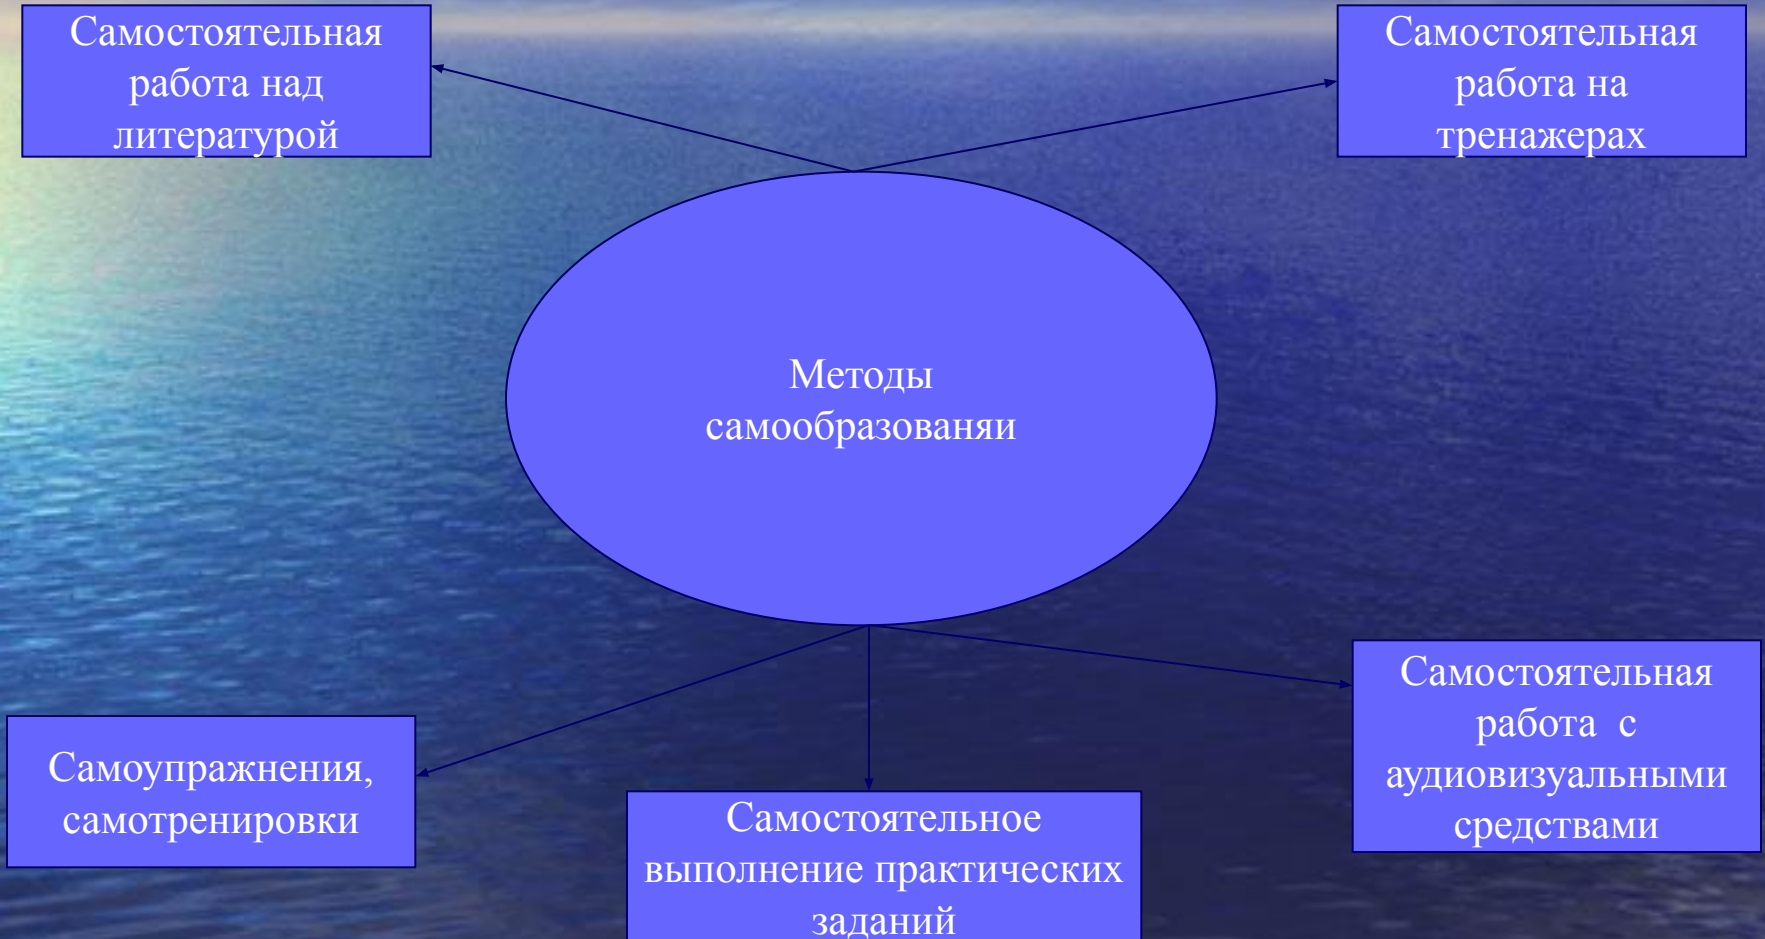 Самостоятельная
работа над
литературой
Самостоятельная
работа на
тренажерах
Методы
самообразованяи
Самоупражнения,
самотренировки
Самостоятельное
выполнение практических
заданий
Самостоятельная
работа  с
аудиовизуальными
средствами